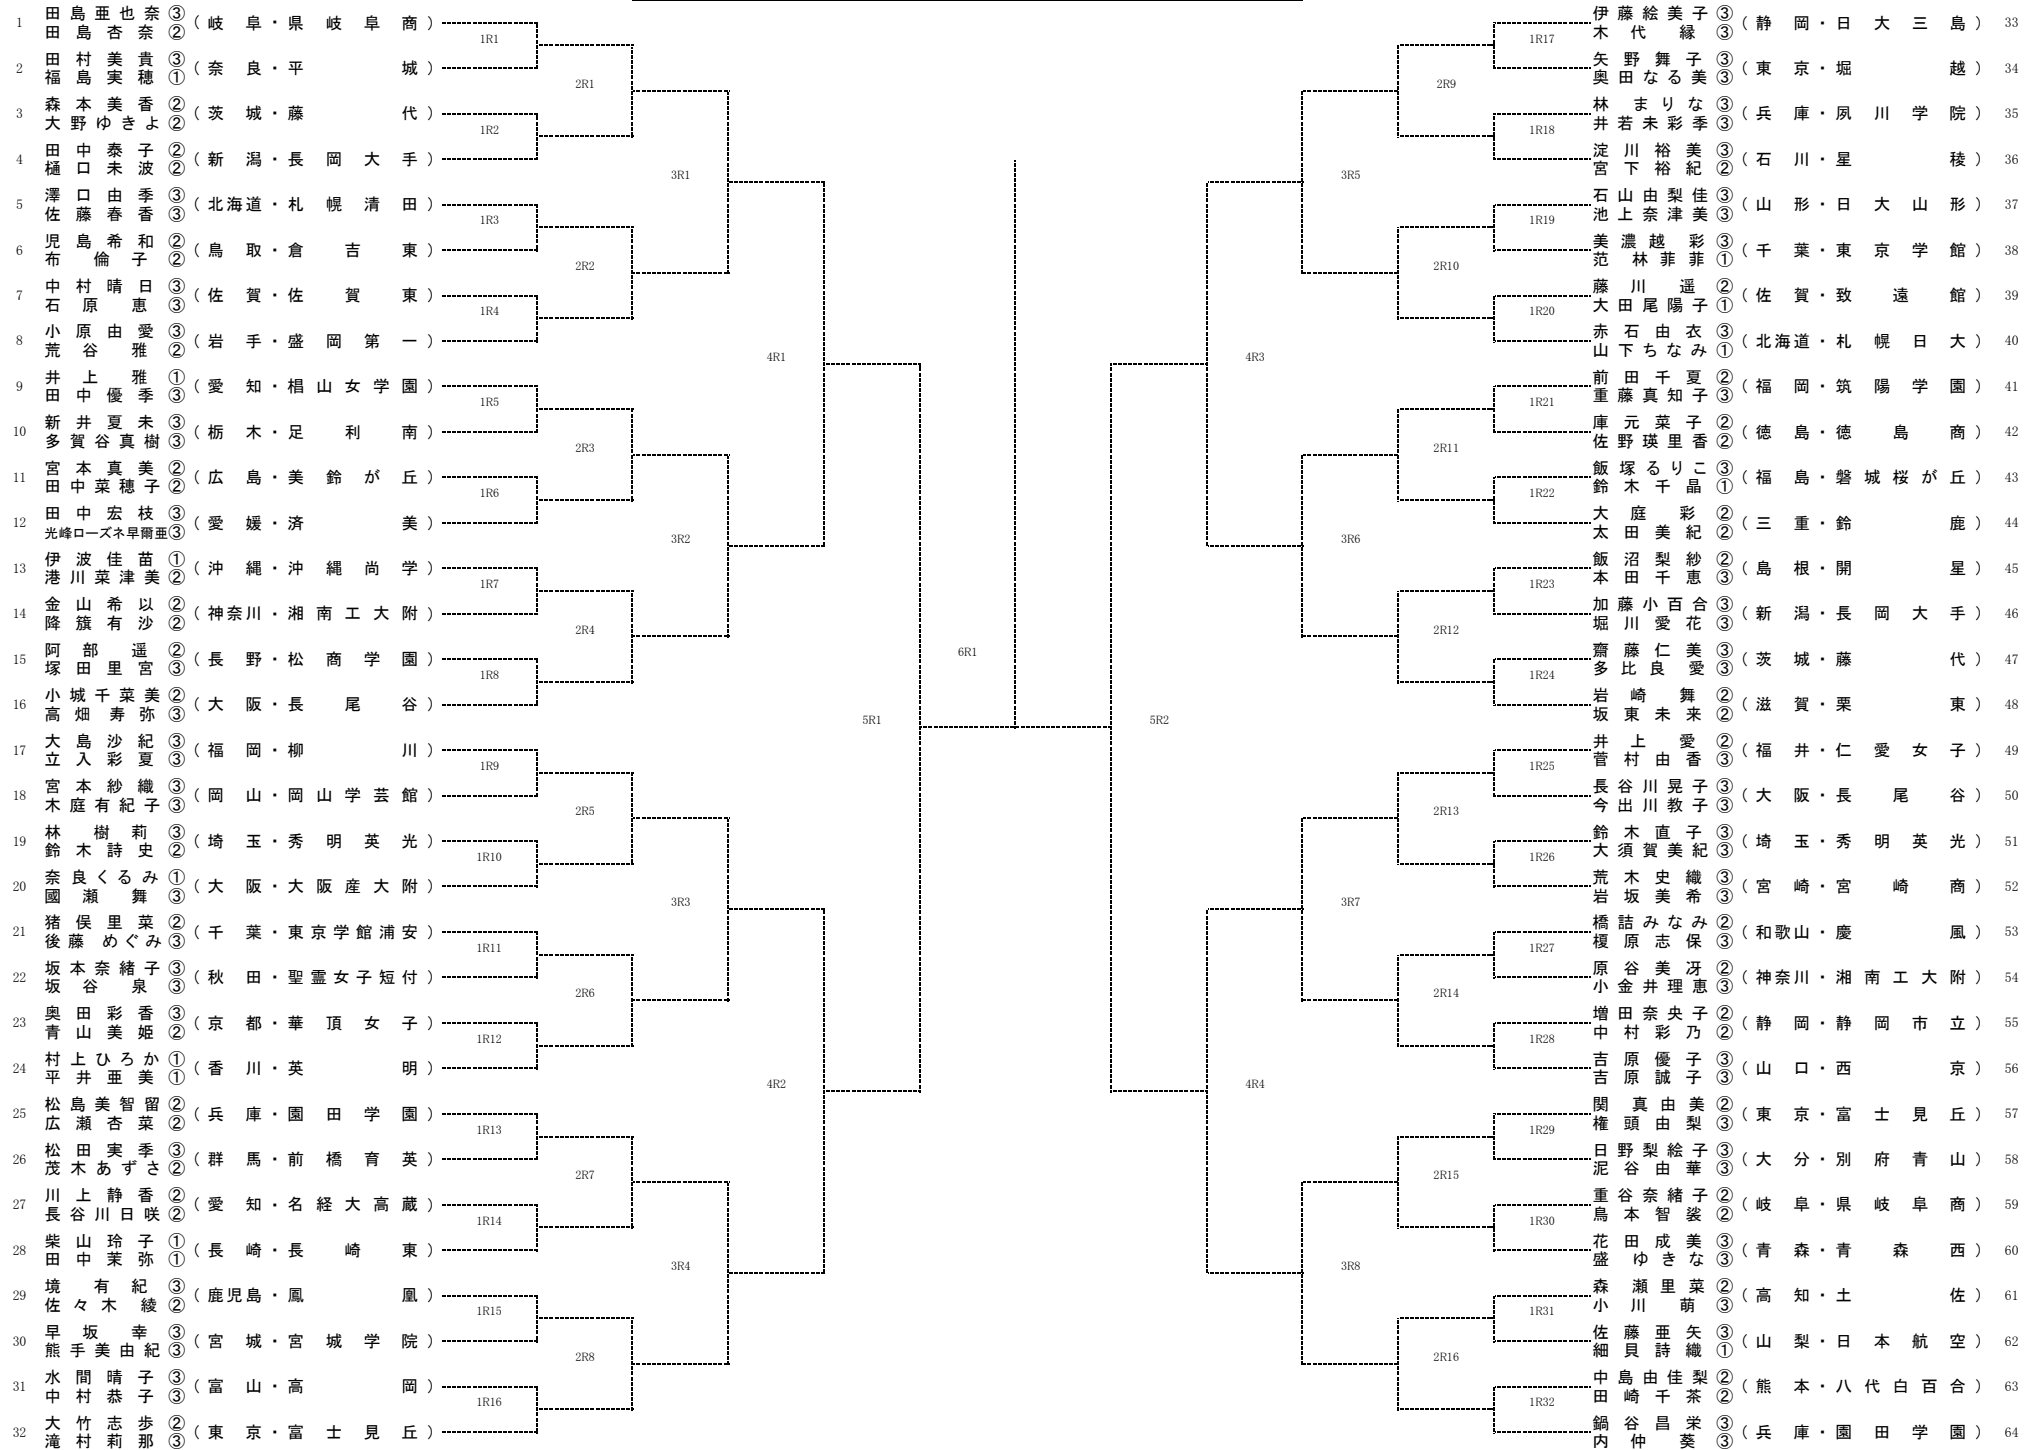 1 田島亜也奈③ 田島杏奈② (岐阜・県岐阜商)
2 田村美貴③ 福島実穂① (奈良・平城)
3 森本美香② 大野ゆきよ② (茨城・藤代)
4 田中泰子② 樋口未波② (新潟・長岡大手)
5 澤口由季③ 佐藤春香③ (北海道・札幌清田)
6 児島希和② 布倫子② (鳥取・倉吉東)
7 中村晴日③ 石原恵③ (佐賀・佐賀東)
8 小原由愛③ 荒谷雅② (岩手・盛岡第一)
9 井上雅① 田中優季③ (愛知・椙山女学園)
10 新井夏未③ 多賀谷真樹③ (栃木・足利南)
11 宮本真美② 田中菜穂子② (広島・美鈴が丘)
12 田中宏枝③ 光峰ローズネ早爾亜③ (愛媛・済美)
13 伊波佳苗① 港川菜津美② (沖縄・沖縄尚学)
14 金山希以② 降籏有沙② (神奈川・湘南工大附)
15 阿部遥② 塚田里宮③ (長野・松商学園)
16 小城千菜美② 高畑寿弥③ (大阪・長尾谷)
17 大島沙紀③ 立入彩夏③ (福岡・柳川)
18 宮本紗織③ 木庭有紀子③ (岡山・岡山学芸館)
19 林樹莉③ 鈴木詩史② (埼玉・秀明英光)
20 奈良くるみ① 國瀬舞③ (大阪・大阪産大附)
21 猪俣里菜② 後藤めぐみ③ (千葉・東京学館浦安)
22 坂本奈緒子③ 坂谷泉③ (秋田・聖霊女子短付)
23 奥田彩香③ 青山美姫② (京都・華頂女子)
24 村上ひろか① 平井亜美① (香川・英明)
25 松島美智留② 広瀬杏菜② (兵庫・園田学園)
26 松田実季③ 茂木あずさ② (群馬・前橋育英)
27 川上静香② 長谷川日咲② (愛知・名経大高蔵)
28 柴山玲子① 田中茉弥① (長崎・長崎東)
29 境有紀③ 佐々木綾② (鹿児島・鳳凰)
30 早坂幸③ 熊手美由紀③ (宮城・宮城学院)
31 水間晴子③ 中村恭子③ (富山・高岡)
32 大竹志歩② 滝村莉那③ (東京・富士見丘)
1R1
1R2
1R3
1R4
1R5
1R6
1R7
1R8
1R9
1R10
1R11
1R12
1R13
1R14
1R15
1R16
2R1
2R2
2R3
2R4
2R5
2R6
2R7
2R8
3R1
3R2
3R3
3R4
4R1
4R2
5R1
6R1
5R2
4R3
4R4
3R5
3R6
3R7
3R8
2R9
2R10
2R11
2R12
2R13
2R14
2R15
2R16
1R17
1R18
1R19
1R20
1R21
1R22
1R23
1R24
1R25
1R26
1R27
1R28
1R29
1R30
1R31
1R32
伊藤絵美子③ 木代縁③ (静岡・日大三島) 33
矢野舞子③ 奥田なる美③ (東京・堀越) 34
林まりな③ 井若未彩季③ (兵庫・夙川学院) 35
淀川裕美③ 宮下裕紀② (石川・星稜) 36
石山由梨佳③ 池上奈津美③ (山形・日大山形) 37
美濃越彩③ 范林菲菲① (千葉・東京学館) 38
藤川遥② 大田尾陽子① (佐賀・致遠館) 39
赤石由衣③ 山下ちなみ① (北海道・札幌日大) 40
前田千夏② 重藤真知子③ (福岡・筑陽学園) 41
庫元菜子② 佐野瑛里香② (徳島・徳島商) 42
飯塚るりこ③ 鈴木千晶① (福島・磐城桜が丘) 43
大庭彩② 太田美紀② (三重・鈴鹿) 44
飯沼梨紗② 本田千恵③ (島根・開星) 45
加藤小百合③ 堀川愛花③ (新潟・長岡大手) 46
齋藤仁美③ 多比良愛③ (茨城・藤代) 47
岩崎舞② 坂東未来② (滋賀・栗東) 48
井上愛② 菅村由香③ (福井・仁愛女子) 49
長谷川晃子③ 今出川教子③ (大阪・長尾谷) 50
鈴木直子③ 大須賀美紀③ (埼玉・秀明英光) 51
荒木史織③ 岩坂美希③ (宮崎・宮崎商) 52
橋詰みなみ② 榎原志保③ (和歌山・慶風) 53
原谷美冴② 小金井理恵③ (神奈川・湘南工大附) 54
増田奈央子② 中村彩乃② (静岡・静岡市立) 55
吉原優子③ 吉原誠子③ (山口・西京) 56
関真由美② 権頭由梨③ (東京・富士見丘) 57
日野梨絵子③ 泥谷由華③ (大分・別府青山) 58
重谷奈緒子② 鳥本智裟② (岐阜・県岐阜商) 59
花田成美③ 盛ゆきな③ (青森・青森西) 60
森瀬里菜② 小川萌③ (高知・土佐) 61
佐藤亜矢③ 細貝詩織① (山梨・日本航空) 62
中島由佳梨② 田崎千茶② (熊本・八代白百合) 63
鍋谷昌栄③ 内仲葵③ (兵庫・園田学園) 64